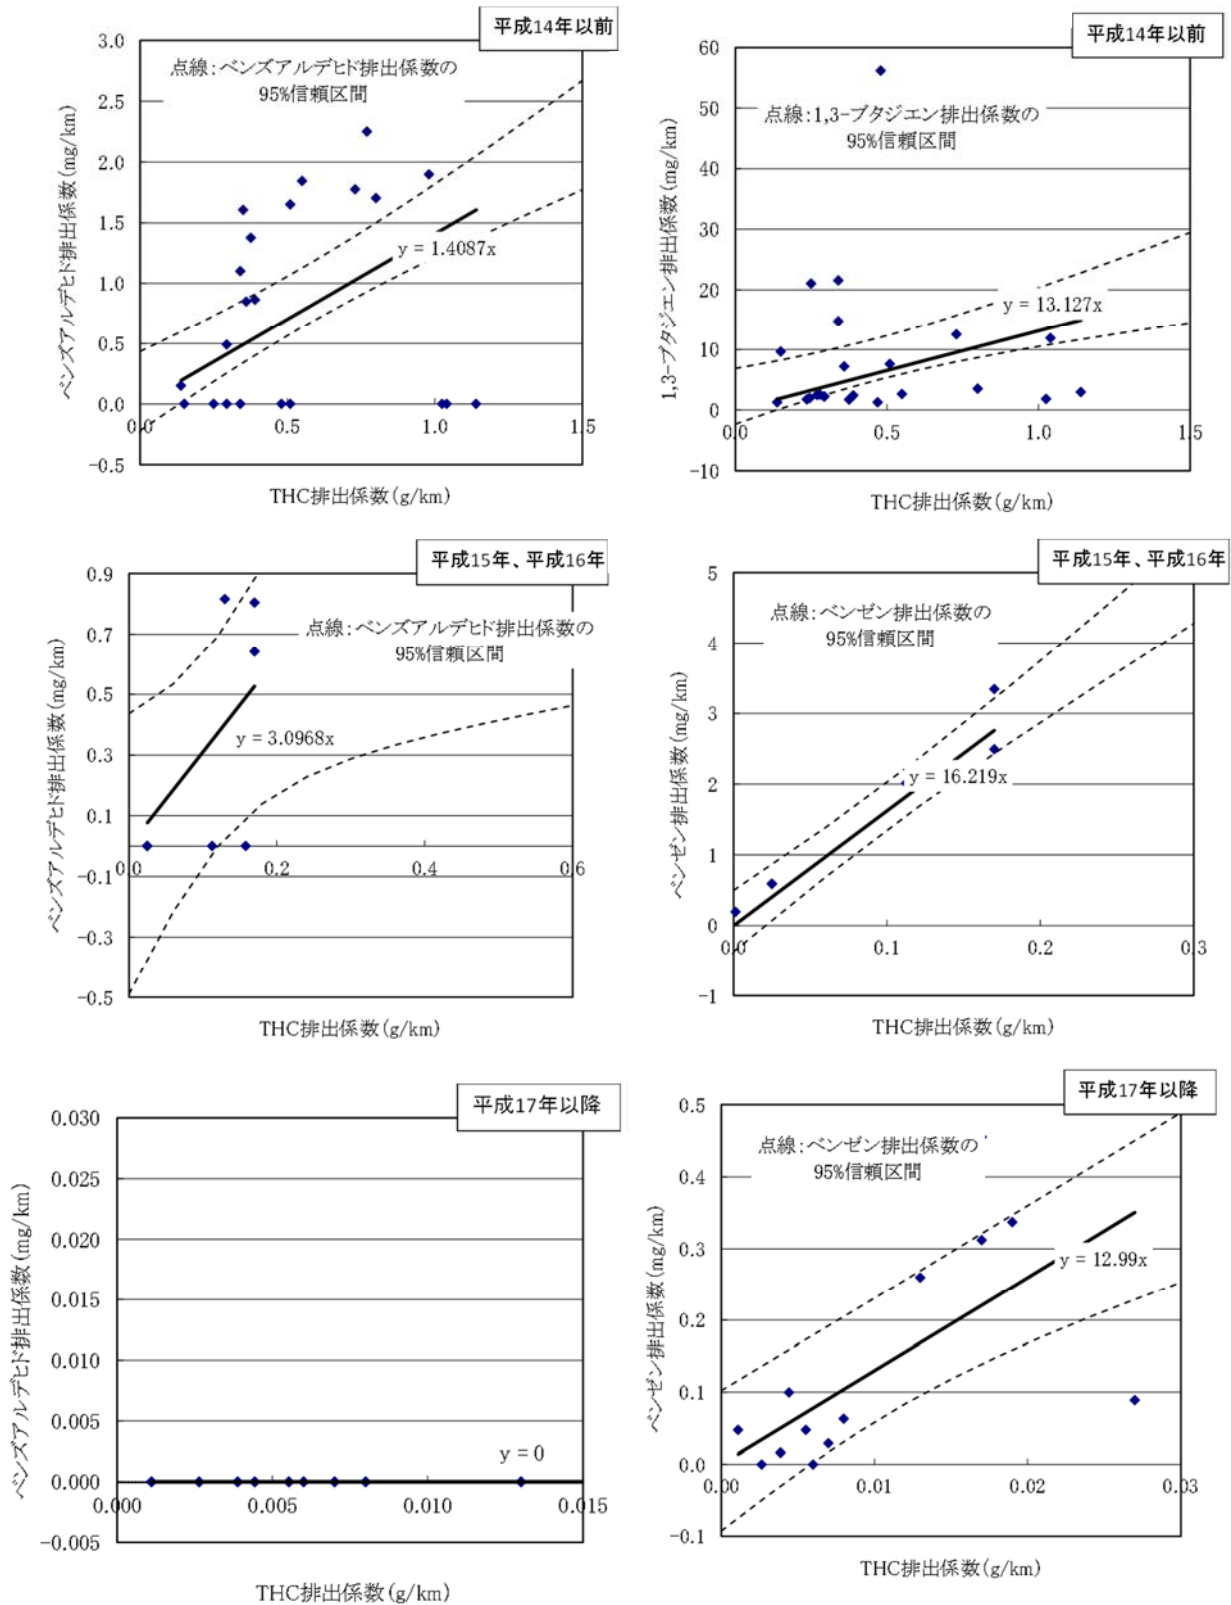 平成14年以前
3.0
2.5
2.0
1.5
1.0
0.5
0.0
-0.5
点線:ベンズアルデヒド排出係数の
95%信頼区間
y = 1.4087x
0.0
0.5
1.0
1.5
ベンズアルデヒド排出係数(mg/km)
THC排出係数(g/km)
平成14年以前
60
50
40
30
20
10
0
-10
点線:1,3-ブタジエン排出係数の
95%信頼区間
y = 13.127x
0.0
0.5
1.0
1.5
1,3-ブタジエン排出係数(mg/km)
THC排出係数(g/km)
平成15年、平成16年
0.9
0.7
0.5
0.3
0.1
-0.1
-0.3
-0.5
点線:ベンズアルデヒド排出係数の
95%信頼区間
y = 3.0968x
0.0
0.2
0.4
0.6
ベンズアルデヒド排出係数(mg/km)
THC排出係数(g/km)
平成15年、平成16年
5
4
3
2
1
0
-1
点線:ベンゼン排出係数の
95%信頼区間
y = 16.219x
0.0
0.1
0.2
0.3
ベンゼン排出係数(mg/km)
THC排出係数(g/km)
平成17年以降
0.030
0.025
0.020
0.015
0.010
0.005
0.000
-0.005
y = 0
0.000
0.005
0.010
0.015
ベンズアルデヒド排出係数(mg/km)
THC排出係数(g/km)
平成17年以降
0.5
0.4
0.3
0.2
0.1
0.0
-0.1
点線:ベンゼン排出係数の
95%信頼区間
y = 12.99x
0.00
0.01
0.02
0.03
ベンゼン排出係数(mg/km)
THC排出係数(g/km)